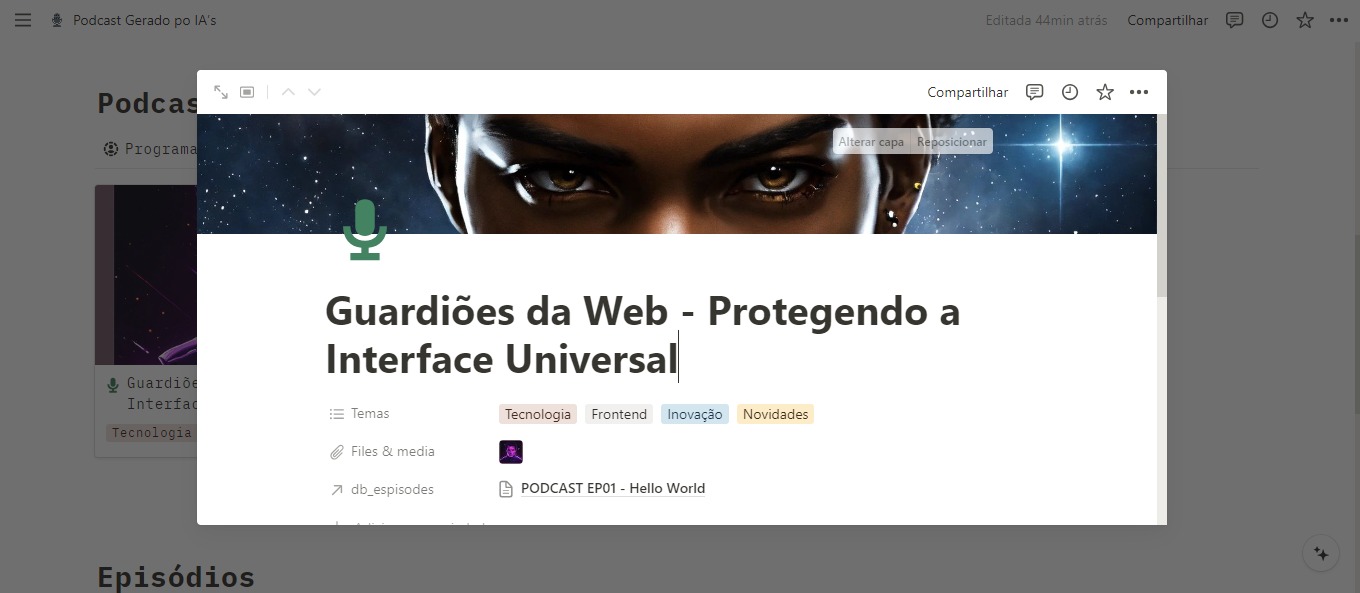 Podcast Gerado po IA's
Editada 44min atrás
Compartilhar
Podcas
Programa
Guardiõe
Interfac
Tecnologia
Episódios
Compartilhar
Alterar capa
Reposicionar
Guardiões da Web - Protegendo a
Interface Universal
Temas
Tecnologia Frontend Inovação Novidades
Files & media
db_espisodes
PODCAST EP01 - Hello World